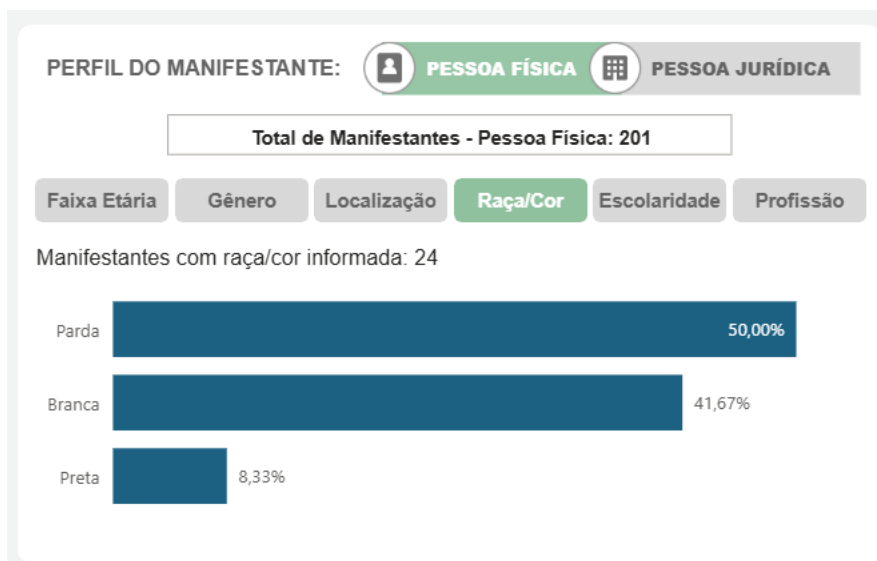 PERFIL DO MANIFESTANTE: PESSOA FÍSICA PESSOA JURÍDICA
Total de Manifestantes - Pessoa Física: 201
Faixa Etária Gênero Localização Raça/Cor Escolaridade Profissão
Manifestantes com raça/cor informada: 24
Parda 50,00%
Branca 41,67%
Preta 8,33%